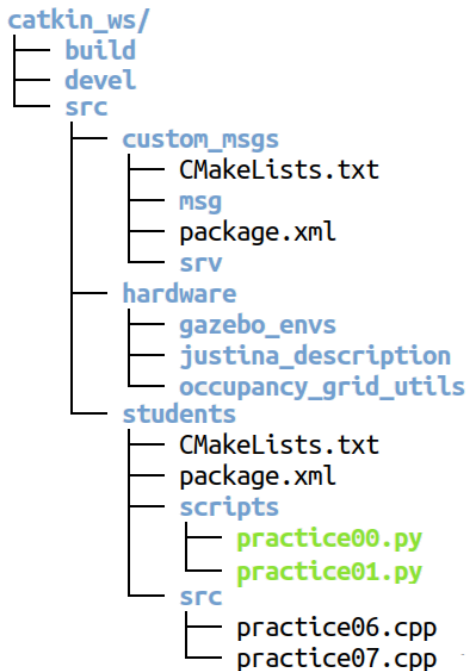 catkin_ws/
build
devel
src
custom_msgs
CMakeLists.txt
msg
package.xml
srv
hardware
gazebo_envs
justina_description
occupancy_grid_utils
students
CMakeLists.txt
package.xml
scripts
practice00.py
practice01.py
src
practice06.cpp
practice07.cpp